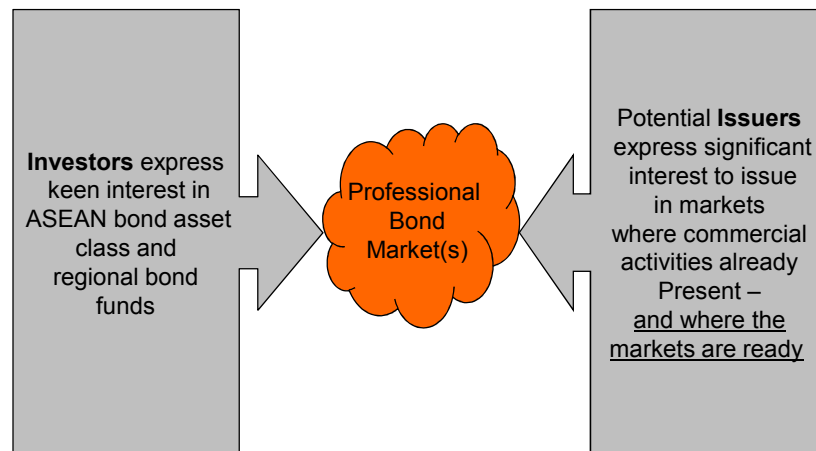 Investors express
keen interest in
ASEAN bond asset
class and
regional bond
funds
Professional
Bond
Market(s)
Potential Issuers
express significant
interest to issue
in markets
where commercial
activities already
Present –
and where the
markets are ready